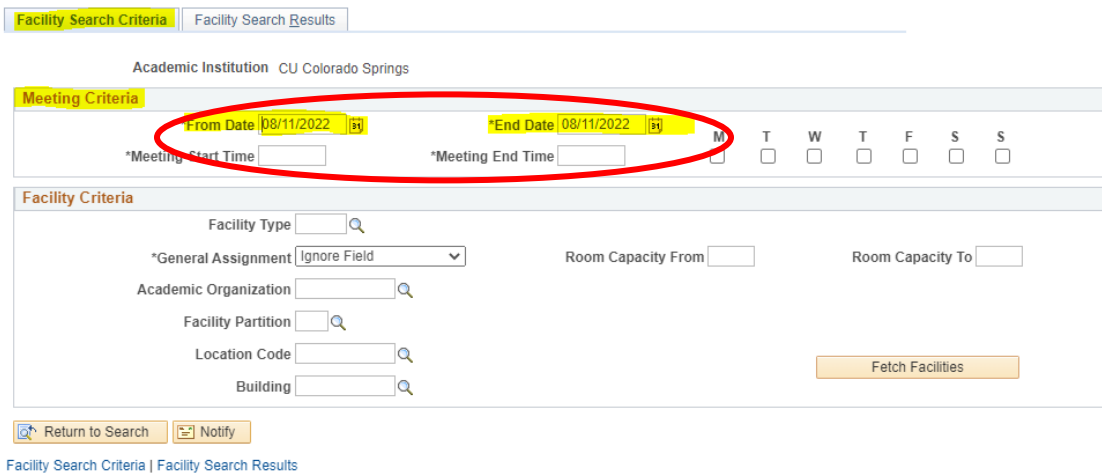 Facility Search Criteria Facility Search Results
Academic Institution CU Colorado Springs
Meeting Criteria
*From Date 08/11/2022 31 *End Date 08/11/2022 31
M T W T F S S
*Meeting Start Time *Meeting End Time
Facility Criteria
Facility Type
*General Assignment Ignore Field Room Capacity From Room Capacity To
Academic Organization
Facility Partition
Location Code
Fetch Facilities
Building
Return to Search Notify
Facility Search Criteria | Facility Search Results